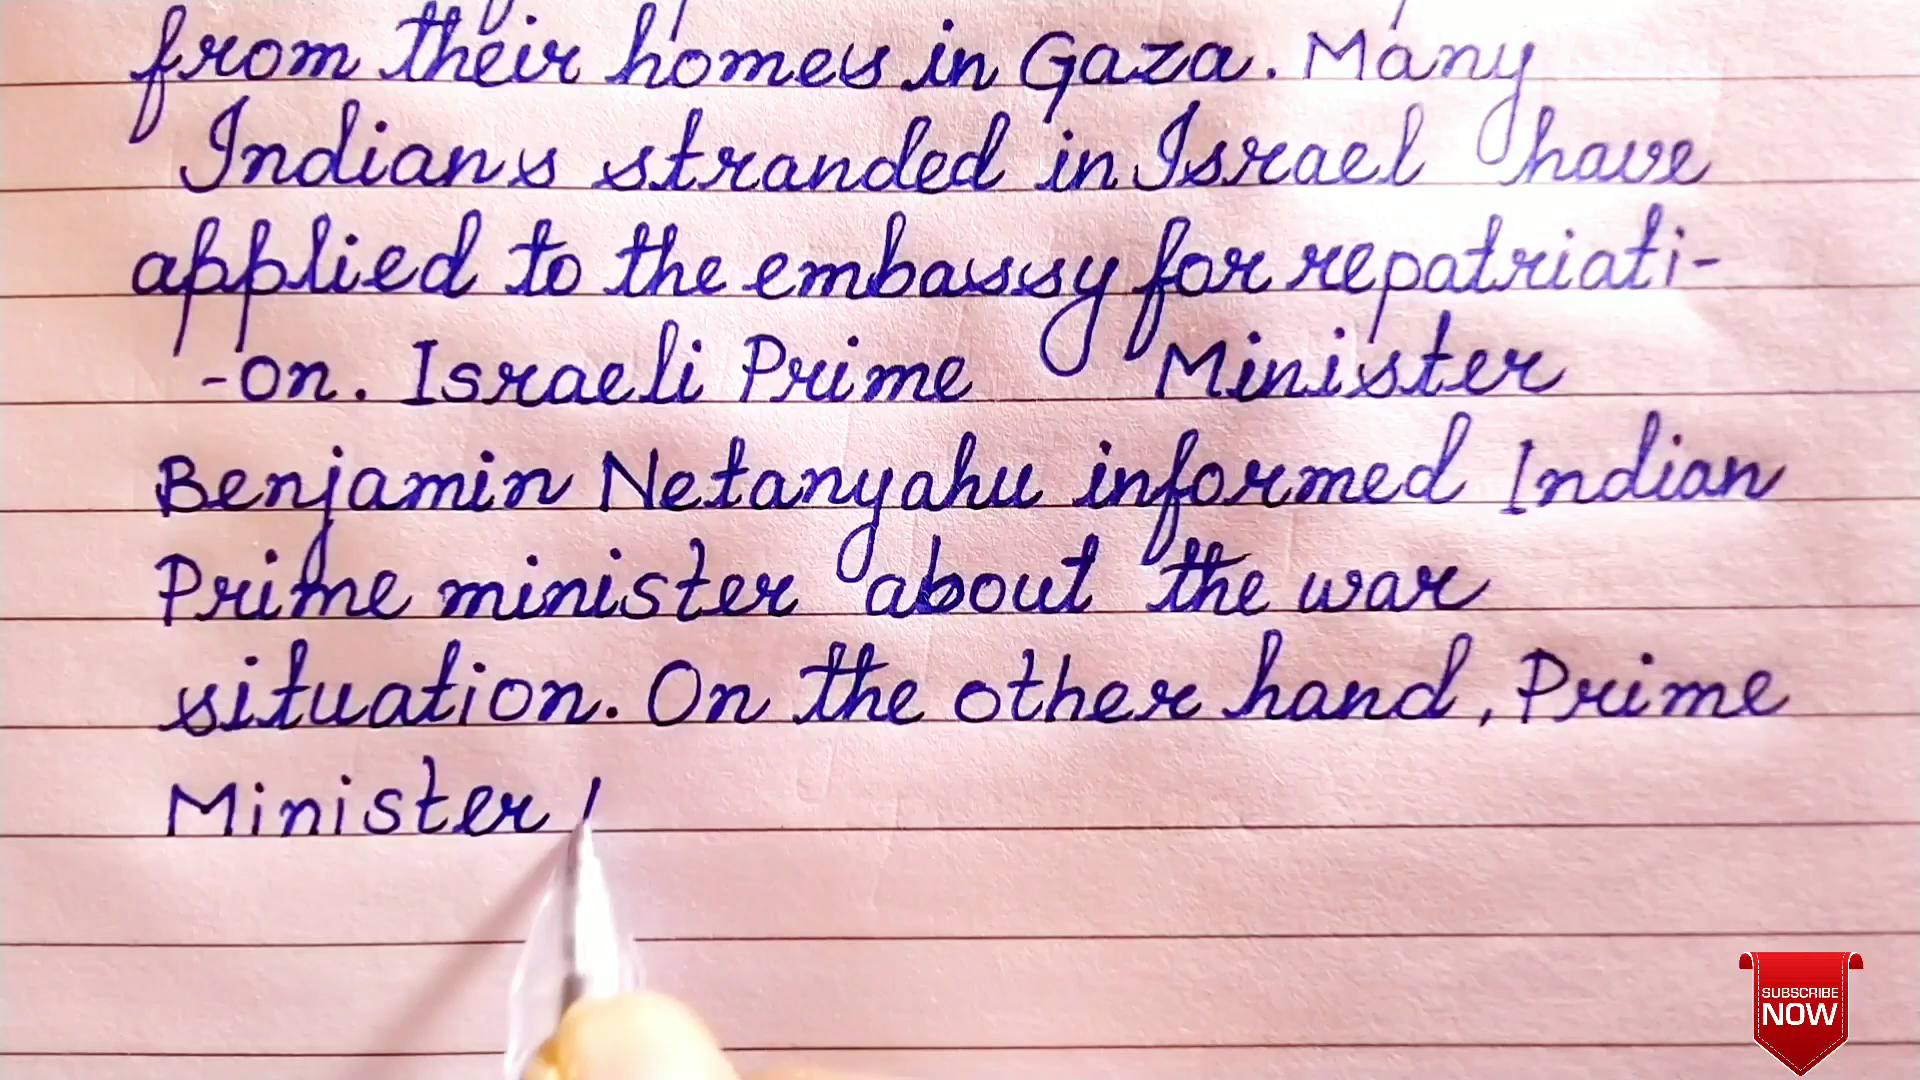 from their homes in Gaza. Many
Indians stranded in Israel have
applied to the embassy for repatriati-
-on. Israeli Prime Minister
Benjamin Netanyahu informed Indian
Prime minister about the war
situation. On the other hand, Prime
Minister
SUBSCRIBE
NOW